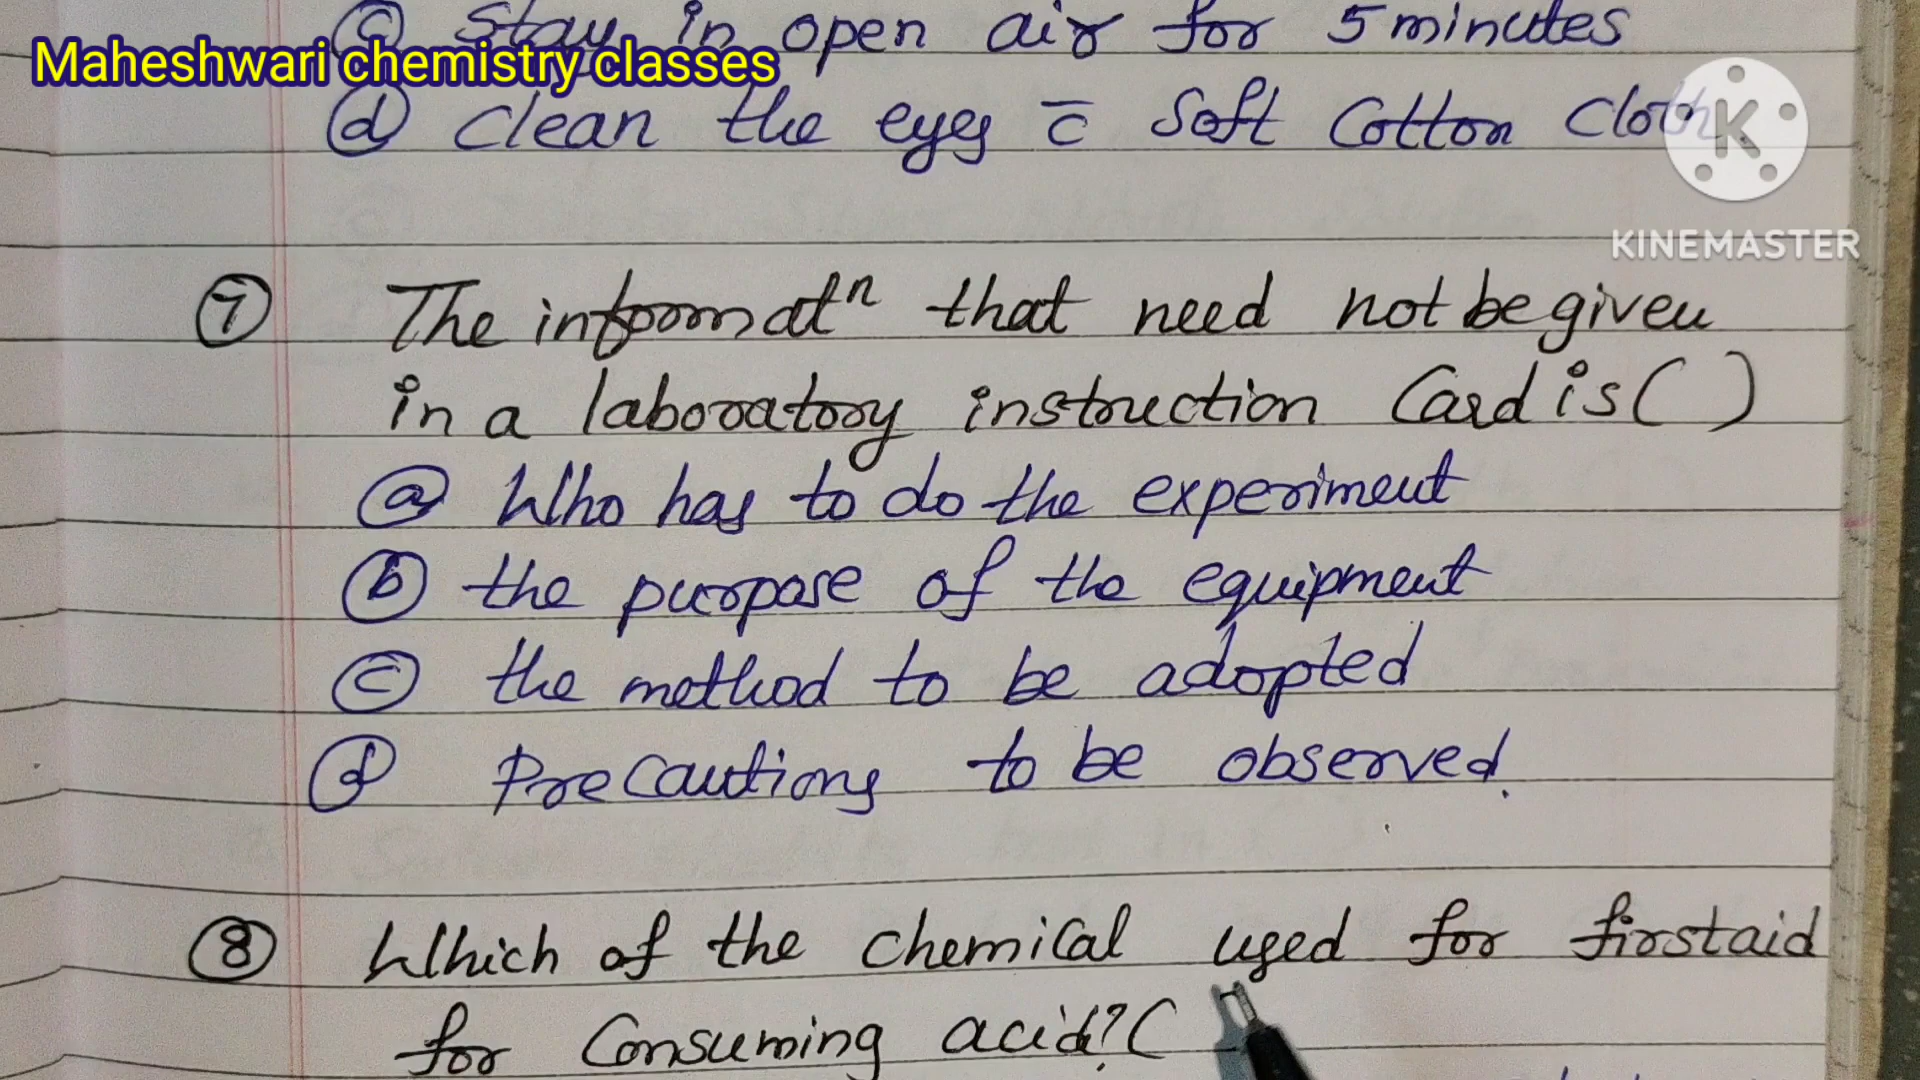 c Stay in open air for 5 minutes
Maheshwari chemistry classes
d Clean the eyes c̄ Soft Cotton Cloth
K
KINEMASTER
7 The informatⁿ that need not be given
in a laboratory instruction Card is ( )
a Who has to do the experiment
b the purpose of the equipment
c the method to be adopted
d Precautions to be observed.
8 Which of the chemical used for firstaid
for Consuming acid? (